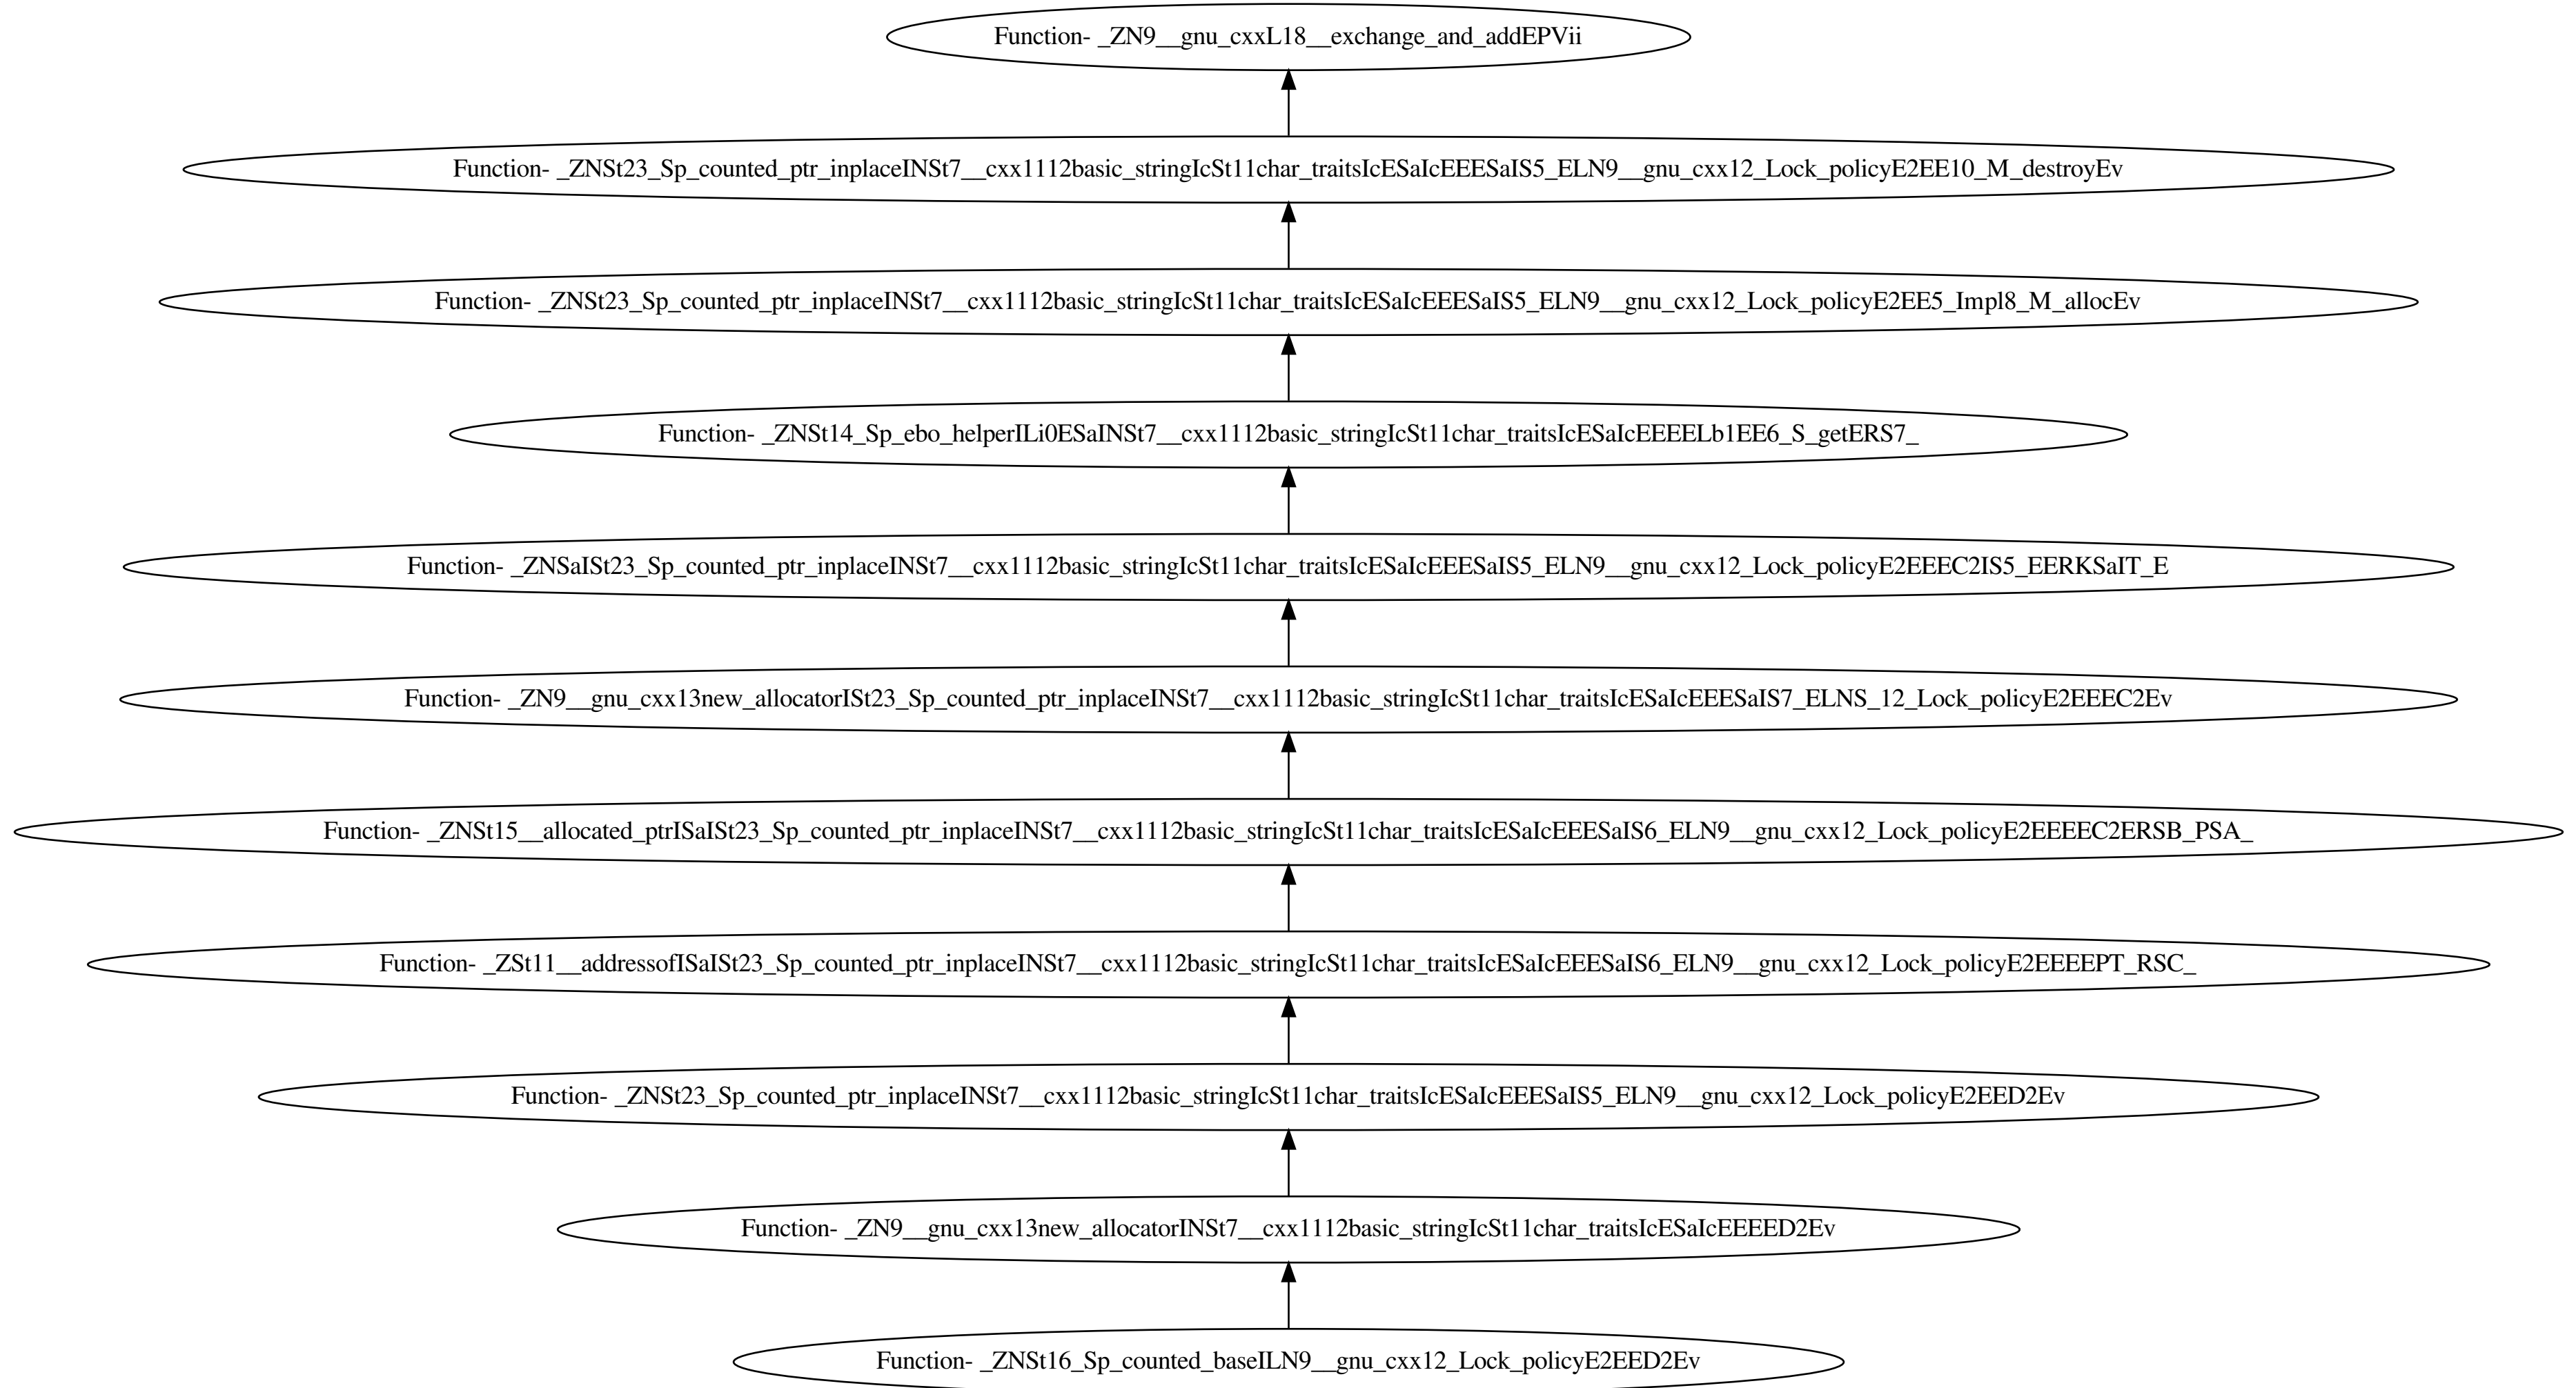 Function- _ZN9__gnu_cxxL18__exchange_and_addEPVii
Function- _ZNSt23_Sp_counted_ptr_inplaceINSt7__cxx1112basic_stringIcSt11char_traitsIcESaIcEEESaIS5_ELN9__gnu_cxx12_Lock_policyE2EE10_M_destroyEv
Function- _ZNSt23_Sp_counted_ptr_inplaceINSt7__cxx1112basic_stringIcSt11char_traitsIcESaIcEEESaIS5_ELN9__gnu_cxx12_Lock_policyE2EE5_Impl8_M_allocEv
Function- _ZNSt14_Sp_ebo_helperILi0ESaINSt7__cxx1112basic_stringIcSt11char_traitsIcESaIcEEEELb1EE6_S_getERS7_
Function- _ZNSaISt23_Sp_counted_ptr_inplaceINSt7__cxx1112basic_stringIcSt11char_traitsIcESaIcEEESaIS5_ELN9__gnu_cxx12_Lock_policyE2EEEC2IS5_EERKSaIT_E
Function- _ZN9__gnu_cxx13new_allocatorISt23_Sp_counted_ptr_inplaceINSt7__cxx1112basic_stringIcSt11char_traitsIcESaIcEEESaIS7_ELNS_12_Lock_policyE2EEEC2Ev
Function- _ZNSt15__allocated_ptrISaISt23_Sp_counted_ptr_inplaceINSt7__cxx1112basic_stringIcSt11char_traitsIcESaIcEEESaIS6_ELN9__gnu_cxx12_Lock_policyE2EEEEC2ERSB_PSA_
Function- _ZSt11__addressofISaISt23_Sp_counted_ptr_inplaceINSt7__cxx1112basic_stringIcSt11char_traitsIcESaIcEEESaIS6_ELN9__gnu_cxx12_Lock_policyE2EEEEPT_RSC_
Function- _ZNSt23_Sp_counted_ptr_inplaceINSt7__cxx1112basic_stringIcSt11char_traitsIcESaIcEEESaIS5_ELN9__gnu_cxx12_Lock_policyE2EED2Ev
Function- _ZN9__gnu_cxx13new_allocatorINSt7__cxx1112basic_stringIcSt11char_traitsIcESaIcEEEED2Ev
Function- _ZNSt16_Sp_counted_baseILN9__gnu_cxx12_Lock_policyE2EED2Ev